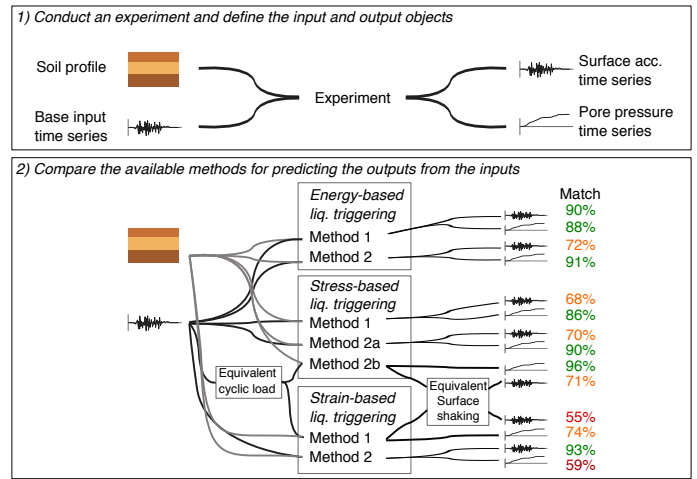 1) Conduct an experiment and define the input and output objects
Soil profile
Base input
time series
Experiment
Surface acc.
time series
Pore pressure
time series
2) Compare the available methods for predicting the outputs from the inputs
Match
Energy-based
liq. triggering
Method 1
Method 2
90%
88%
72%
91%
Stress-based
liq. triggering
Method 1
Method 2a
Method 2b
68%
86%
70%
90%
96%
71%
Equivalent
cyclic load
Equivalent
Surface
shaking
Strain-based
liq. triggering
Method 1
Method 2
55%
74%
93%
59%